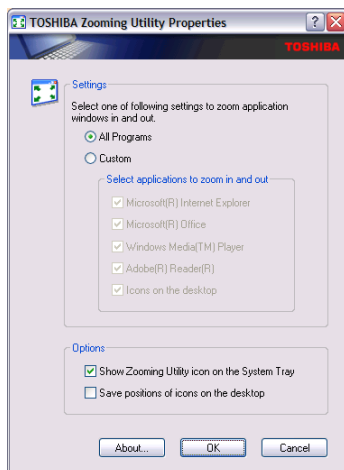 TOSHIBA Zooming Utility Properties
TOSHIBA
Settings
Select one of following settings to zoom application
windows in and out.
All Programs
Custom
Select applications to zoom in and out
Microsoft(R) Internet Explorer
Microsoft(R) Office
Windows Media(TM) Player
Adobe(R) Reader(R)
Icons on the desktop
Options
Show Zooming Utility icon on the System Tray
Save positions of icons on the desktop
About...
OK
Cancel